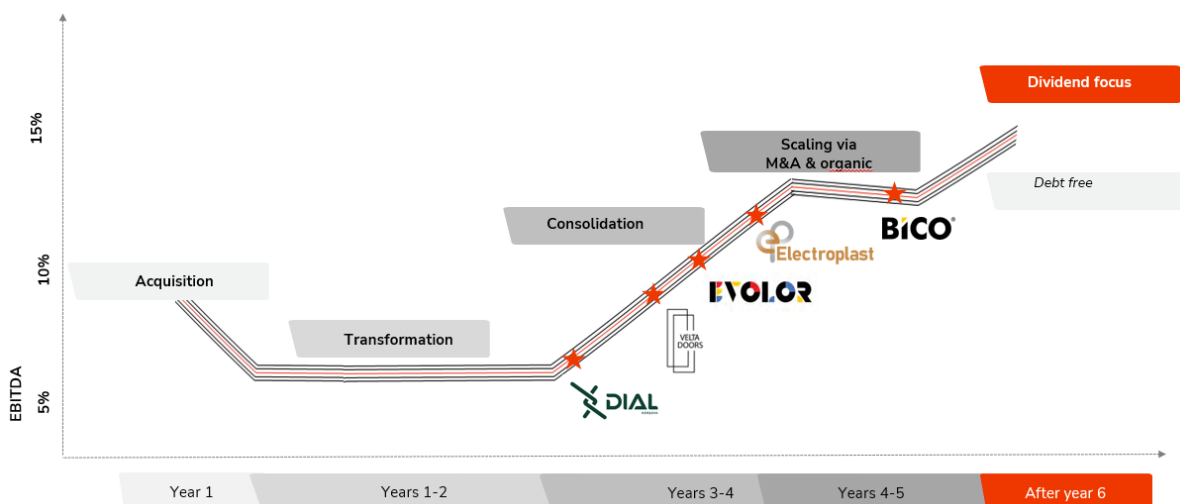 Dividend focus
15%
Scaling via
M&A & organic
Debt free
Consolidation
BiCO®
ep
Electroplast
10%
Acquisition
EVOLOR
VELTA
DOORS
Transformation
5%
DIAL
EBITDA
Year 1
Years 1-2
Years 3-4
Years 4-5
After year 6